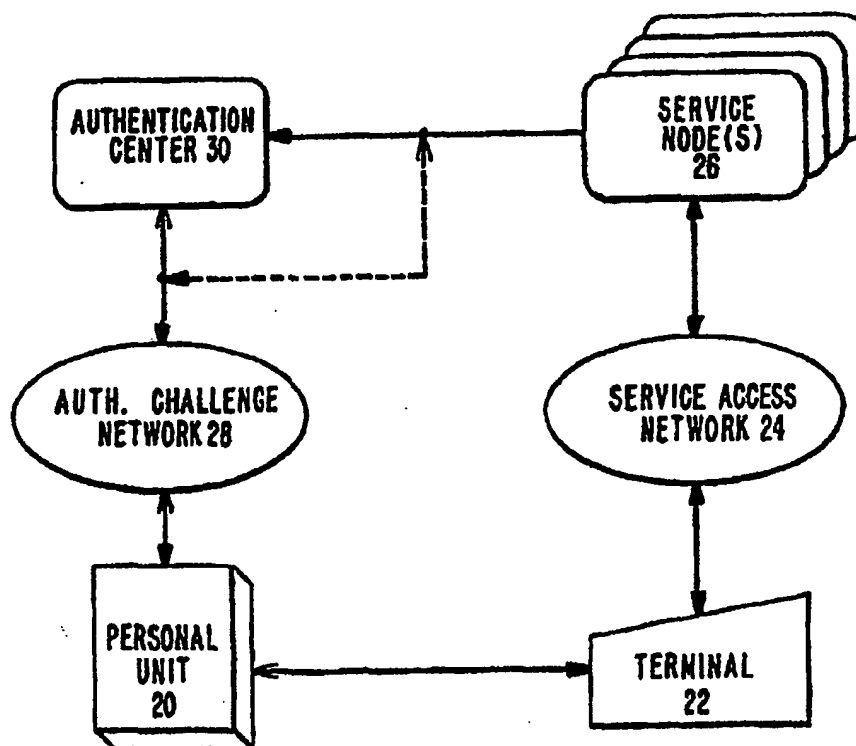 AUTHENTICATION
CENTER 30
SERVICE
NODE(S)
26
AUTH. CHALLENGE
NETWORK 28
SERVICE ACCESS
NETWORK 24
PERSONAL
UNIT
20
TERMINAL
22